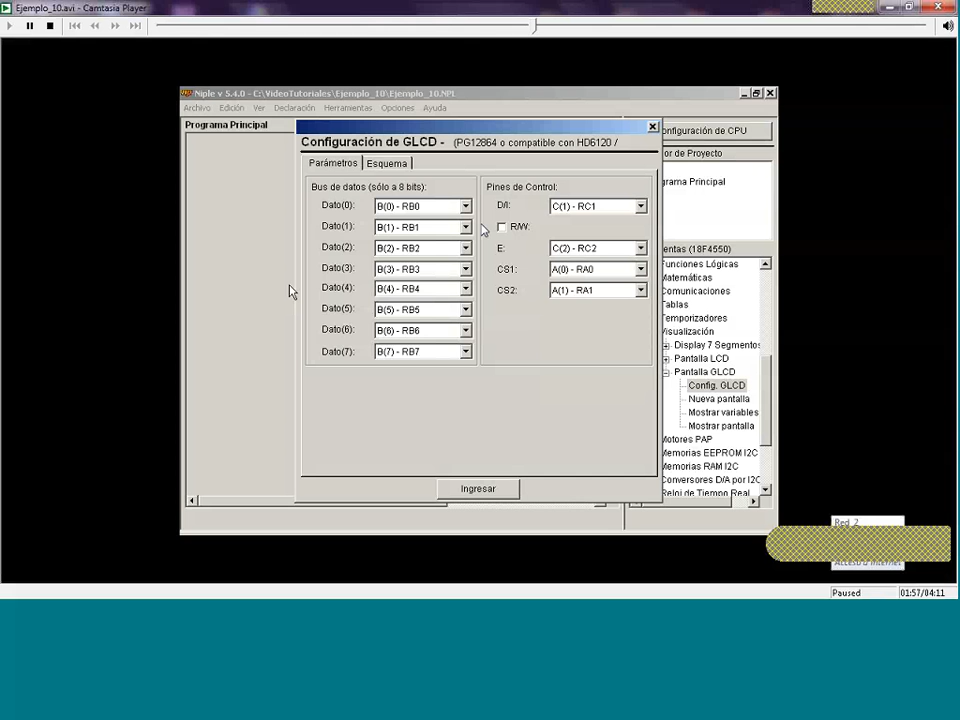 Ejemplo_10.avi - Camtasia Player
Niple v 5.4.0 - C:\VideoTutoriales\Ejemplo_10\Ejemplo_10.NPL
Archivo Edición Ver Declaración Herramientas Opciones Ayuda
Programa Principal
onfiguración de CPU
or de Proyecto
grama Principal
entas (18F4550)
Funciones Lógicas
Matemáticas
Comunicaciones
Tablas
Temporizadores
Visualización
Display 7 Segmentos
Pantalla LCD
Pantalla GLCD
Config. GLCD
Nueva pantalla
Mostrar variables
Mostrar pantalla
Motores PAP
Memorias EEPROM I2C
Memorias RAM I2C
Conversores D/A por I2C
Reloj de Tiempo Real
Configuración de GLCD - (PG12864 o compatible con HD6120 /
Parámetros Esquema
Bus de datos (sólo a 8 bits):
Dato(0): B(0) - RB0
Dato(1): B(1) - RB1
Dato(2): B(2) - RB2
Dato(3): B(3) - RB3
Dato(4): B(4) - RB4
Dato(5): B(5) - RB5
Dato(6): B(6) - RB6
Dato(7): B(7) - RB7
Pines de Control:
D/I: C(1) - RC1
R/W:
E: C(2) - RC2
CS1: A(0) - RA0
CS2: A(1) - RA1
Ingresar
Red 2
Acceso a Internet
Paused 01:57/04:11